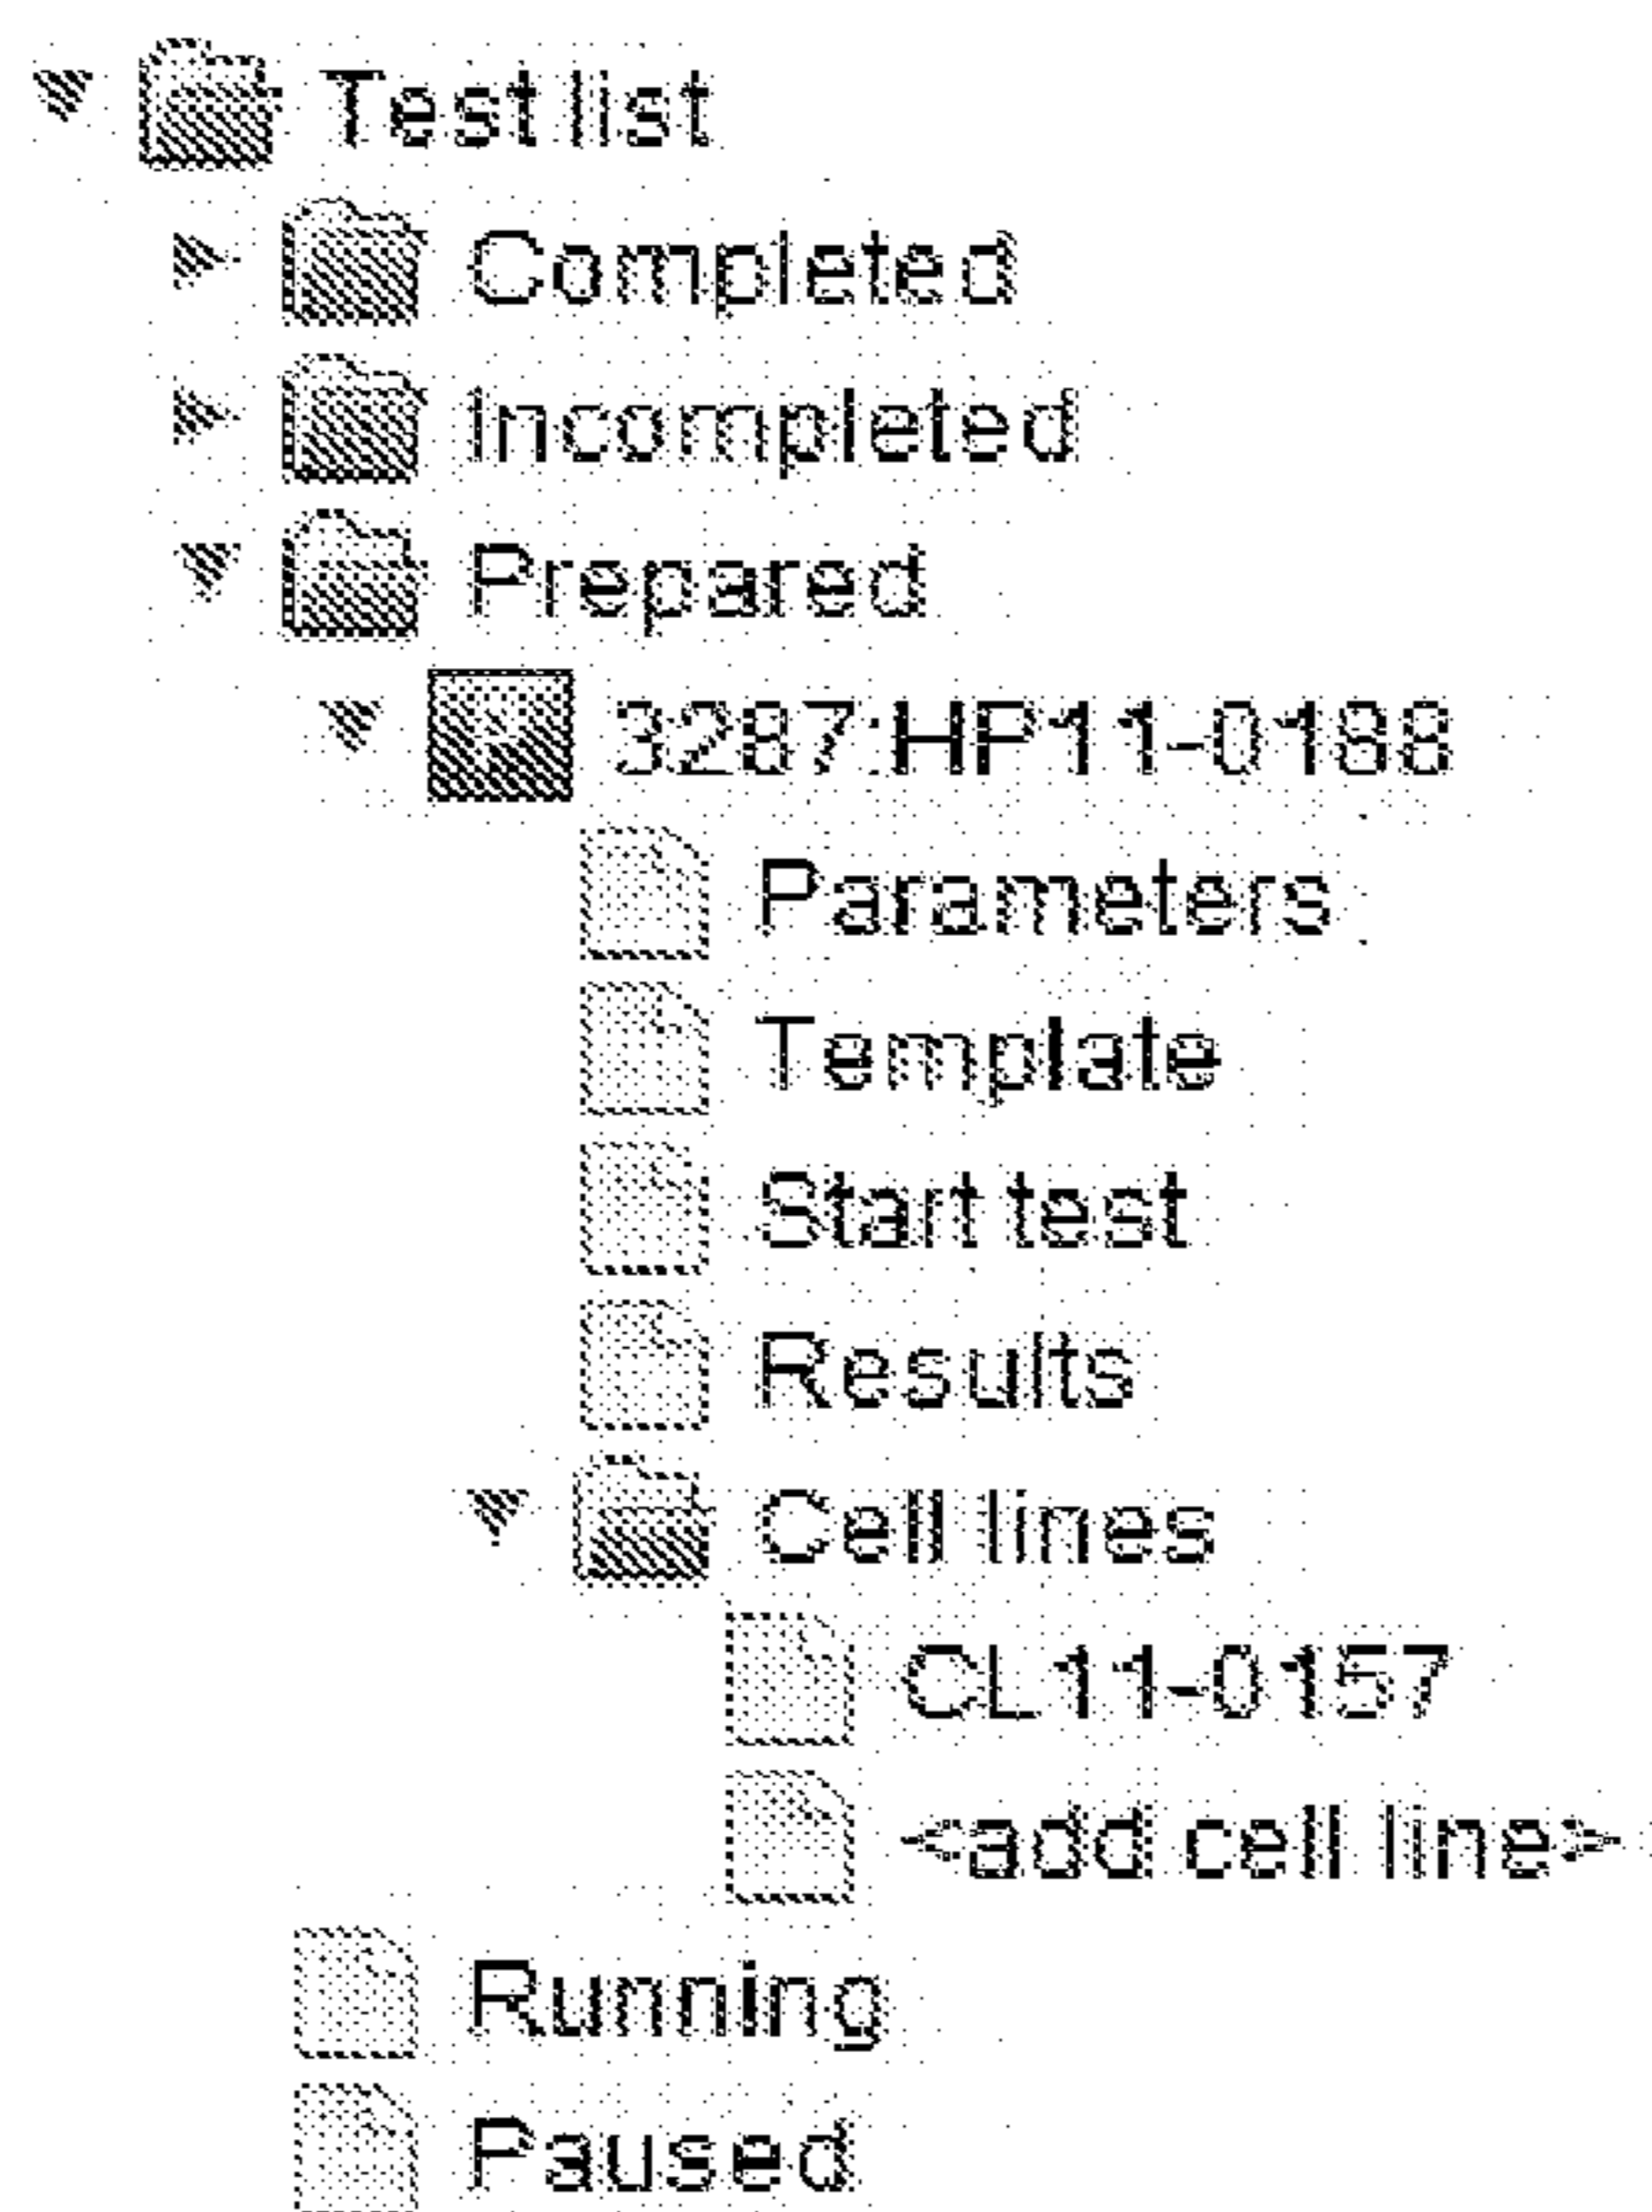 Test list
Completed
Incompleted
Prepared
3287:HP11-0188
Parameters
Template
Start test
Results
Cell lines
CL11-0157
<add cell line>
Running
Paused